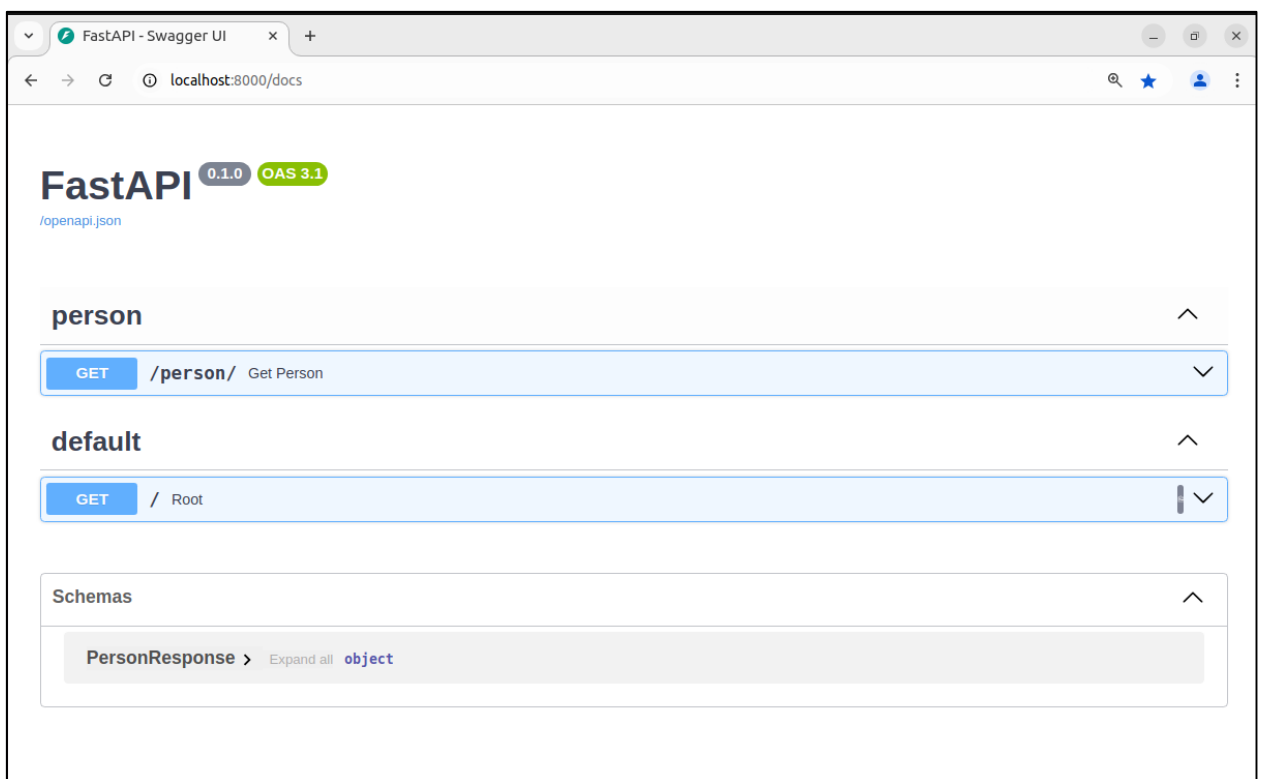 FastAPI - Swagger UI
localhost:8000/docs
FastAPI 0.1.0 OAS 3.1
/openapi.json
person
GET /person/ Get Person
default
GET / Root
Schemas
PersonResponse Expand all object